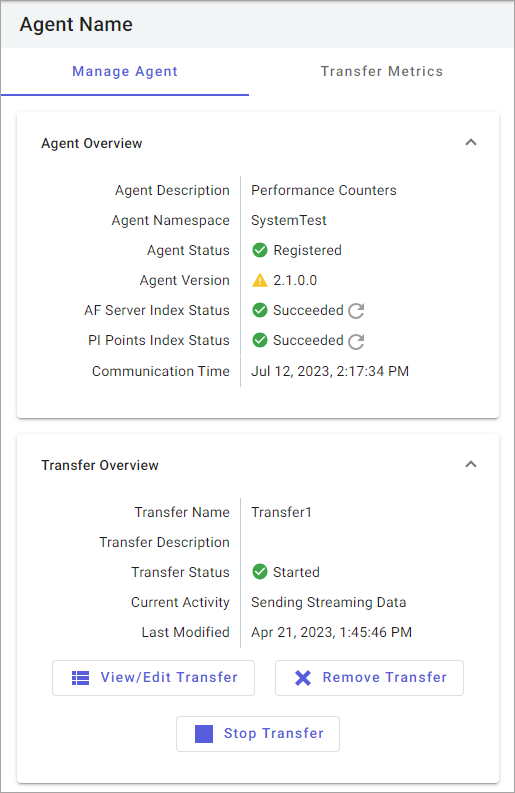 Agent Name
Manage Agent Transfer Metrics
Agent Overview
Agent Description Performance Counters
Agent Namespace SystemTest
Agent Status Registered
Agent Version 2.1.0.0
AF Server Index Status Succeeded
PI Points Index Status Succeeded
Communication Time Jul 12, 2023, 2:17:34 PM
Transfer Overview
Transfer Name Transfer1
Transfer Description
Transfer Status Started
Current Activity Sending Streaming Data
Last Modified Apr 21, 2023, 1:45:46 PM
View/Edit Transfer Remove Transfer
Stop Transfer